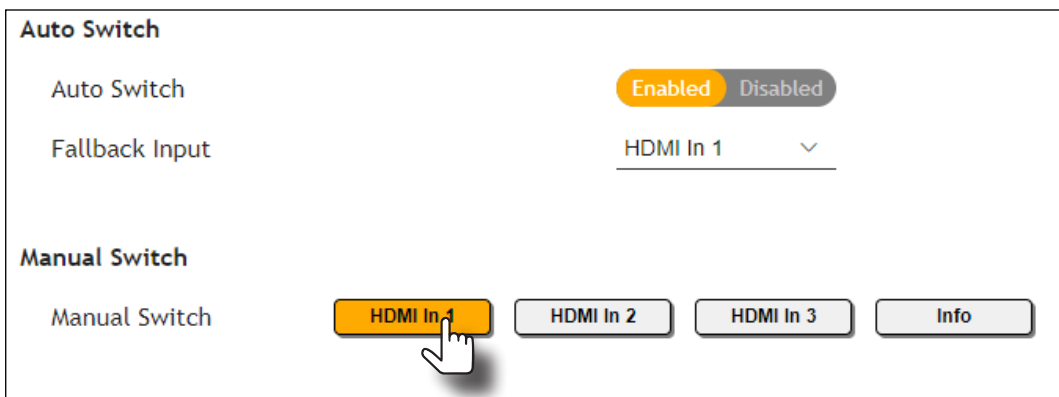 Auto Switch
Auto Switch Enabled Disabled
Fallback Input HDMI In 1
Manual Switch
Manual Switch HDMI In 1 HDMI In 2 HDMI In 3 Info